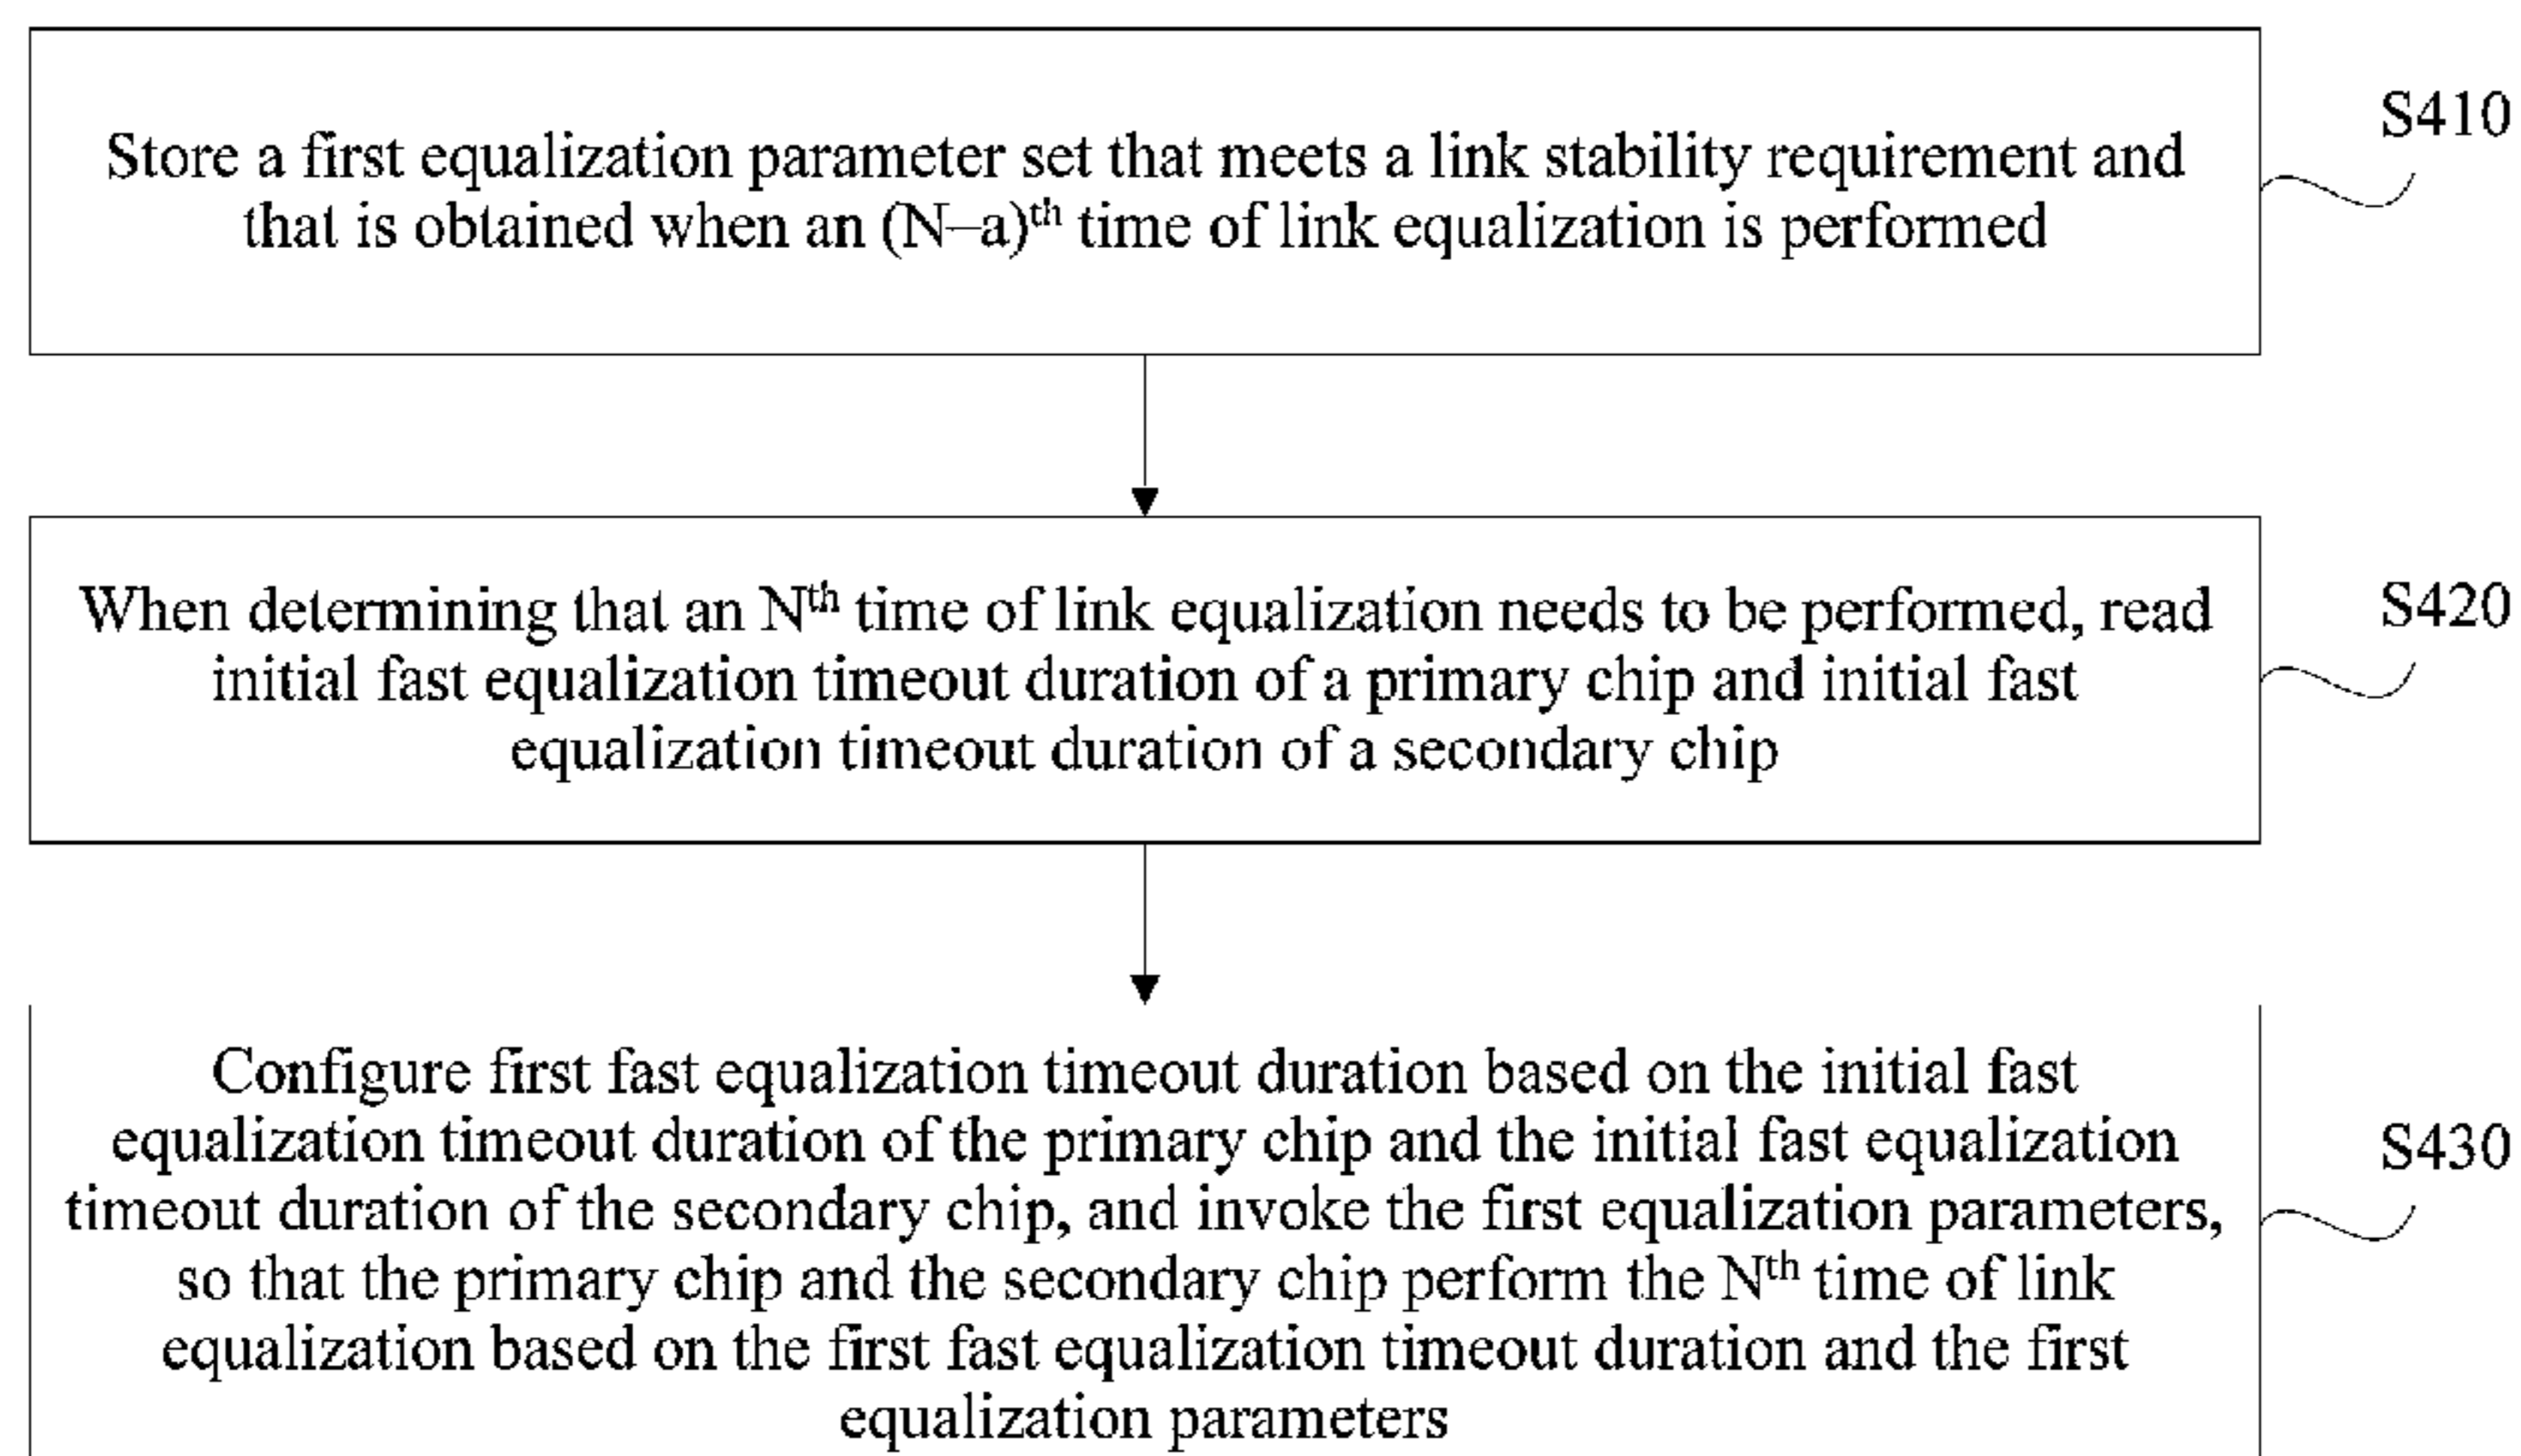 Store a first equalization parameter set that meets a link stability requirement and
that is obtained when an (N–a)th time of link equalization is performed
S410
When determining that an Nth time of link equalization needs to be performed, read
initial fast equalization timeout duration of a primary chip and initial fast
equalization timeout duration of a secondary chip
S420
Configure first fast equalization timeout duration based on the initial fast
equalization timeout duration of the primary chip and the initial fast equalization
timeout duration of the secondary chip, and invoke the first equalization parameters,
so that the primary chip and the secondary chip perform the Nth time of link
equalization based on the first fast equalization timeout duration and the first
equalization parameters
S430